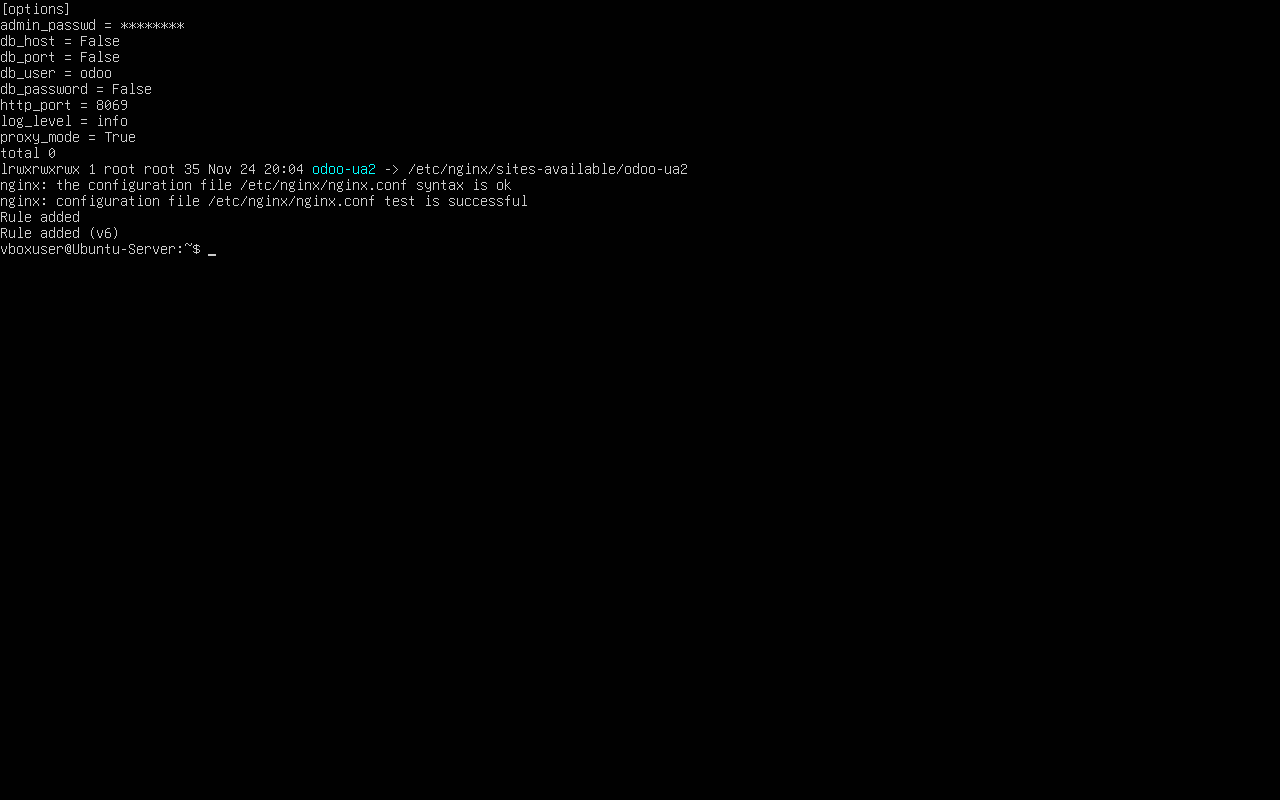 [options]
admin_passwd = ********
db_host = False
db_port = False
db_user = odoo
db_password = False
http_port = 8069
log_level = info
proxy_mode = True
total 0
lrwxrwxrwx 1 root root 35 Nov 24 20:04 odoo-ua2 -> /etc/nginx/sites-available/odoo-ua2
nginx: the configuration file /etc/nginx/nginx.conf syntax is ok
nginx: configuration file /etc/nginx/nginx.conf test is successful
Rule added
Rule added (v6)
vboxuser@Ubuntu-Server:~$ _